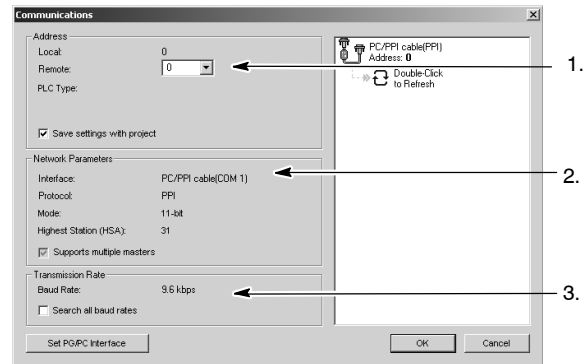 Communications
Address
Local: 0
Remote: 0
PLC Type:
Save settings with project
Network Parameters
Interface: PC/PPI cable(COM 1)
Protocol: PPI
Mode: 11-bit
Highest Station (HSA): 31
Supports multiple masters
Transmission Rate
Baud Rate: 9.6 kbps
Search all baud rates
Set PG/PC Interface
PC/PPI cable(PPI)
Address: 0
Double-Click
to Refresh
OK Cancel
1.
2.
3.